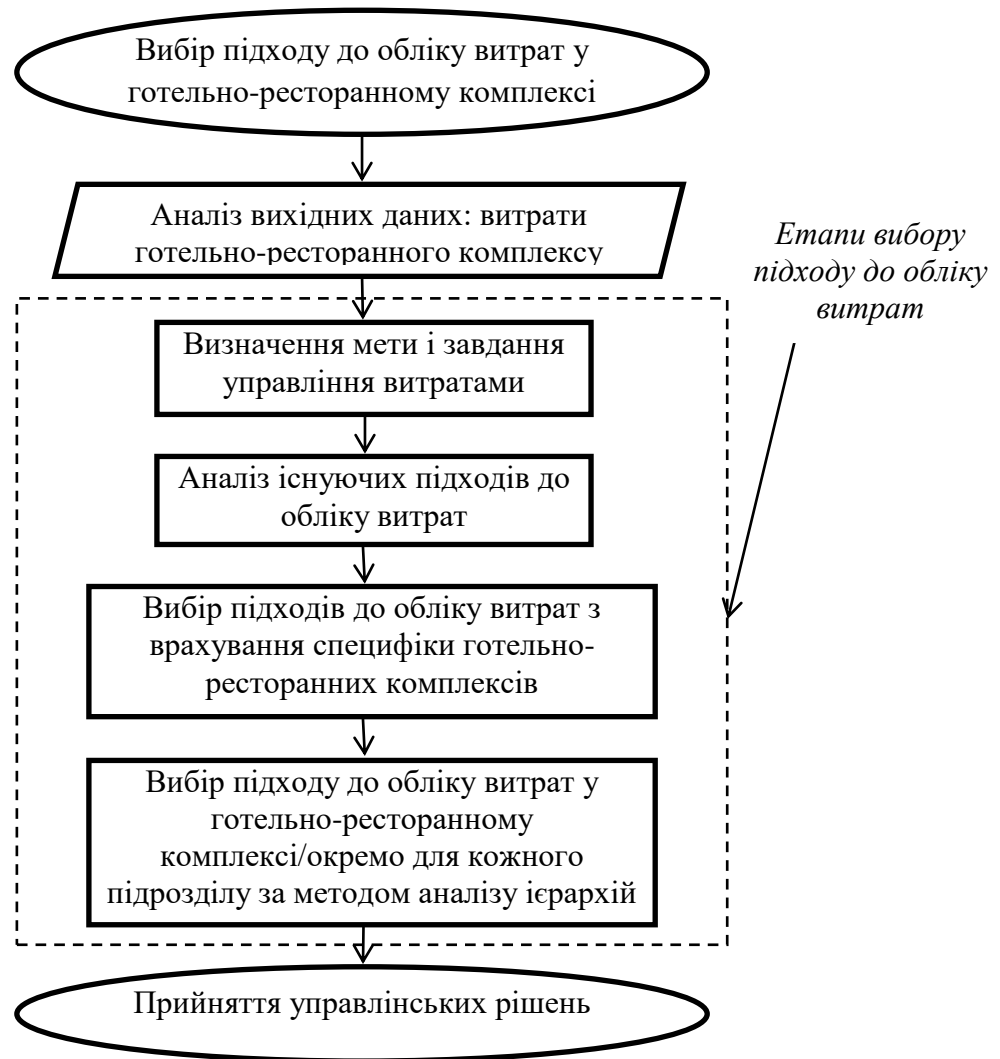 Вибір підходу до обліку витрат у
готельно-ресторанному комплексі
Аналіз вихідних даних: витрати
готельно-ресторанного комплексу
Етапи вибору
підходу до обліку
витрат
Визначення мети і завдання
управління витратами
Аналіз існуючих підходів до
обліку витрат
Вибір підходів до обліку витрат з
врахування специфіки готельно-
ресторанних комплексів
Вибір підходу до обліку витрат у
готельно-ресторанному
комплексі/окремо для кожного
підрозділу за методом аналізу ієрархій
Прийняття управлінських рішень